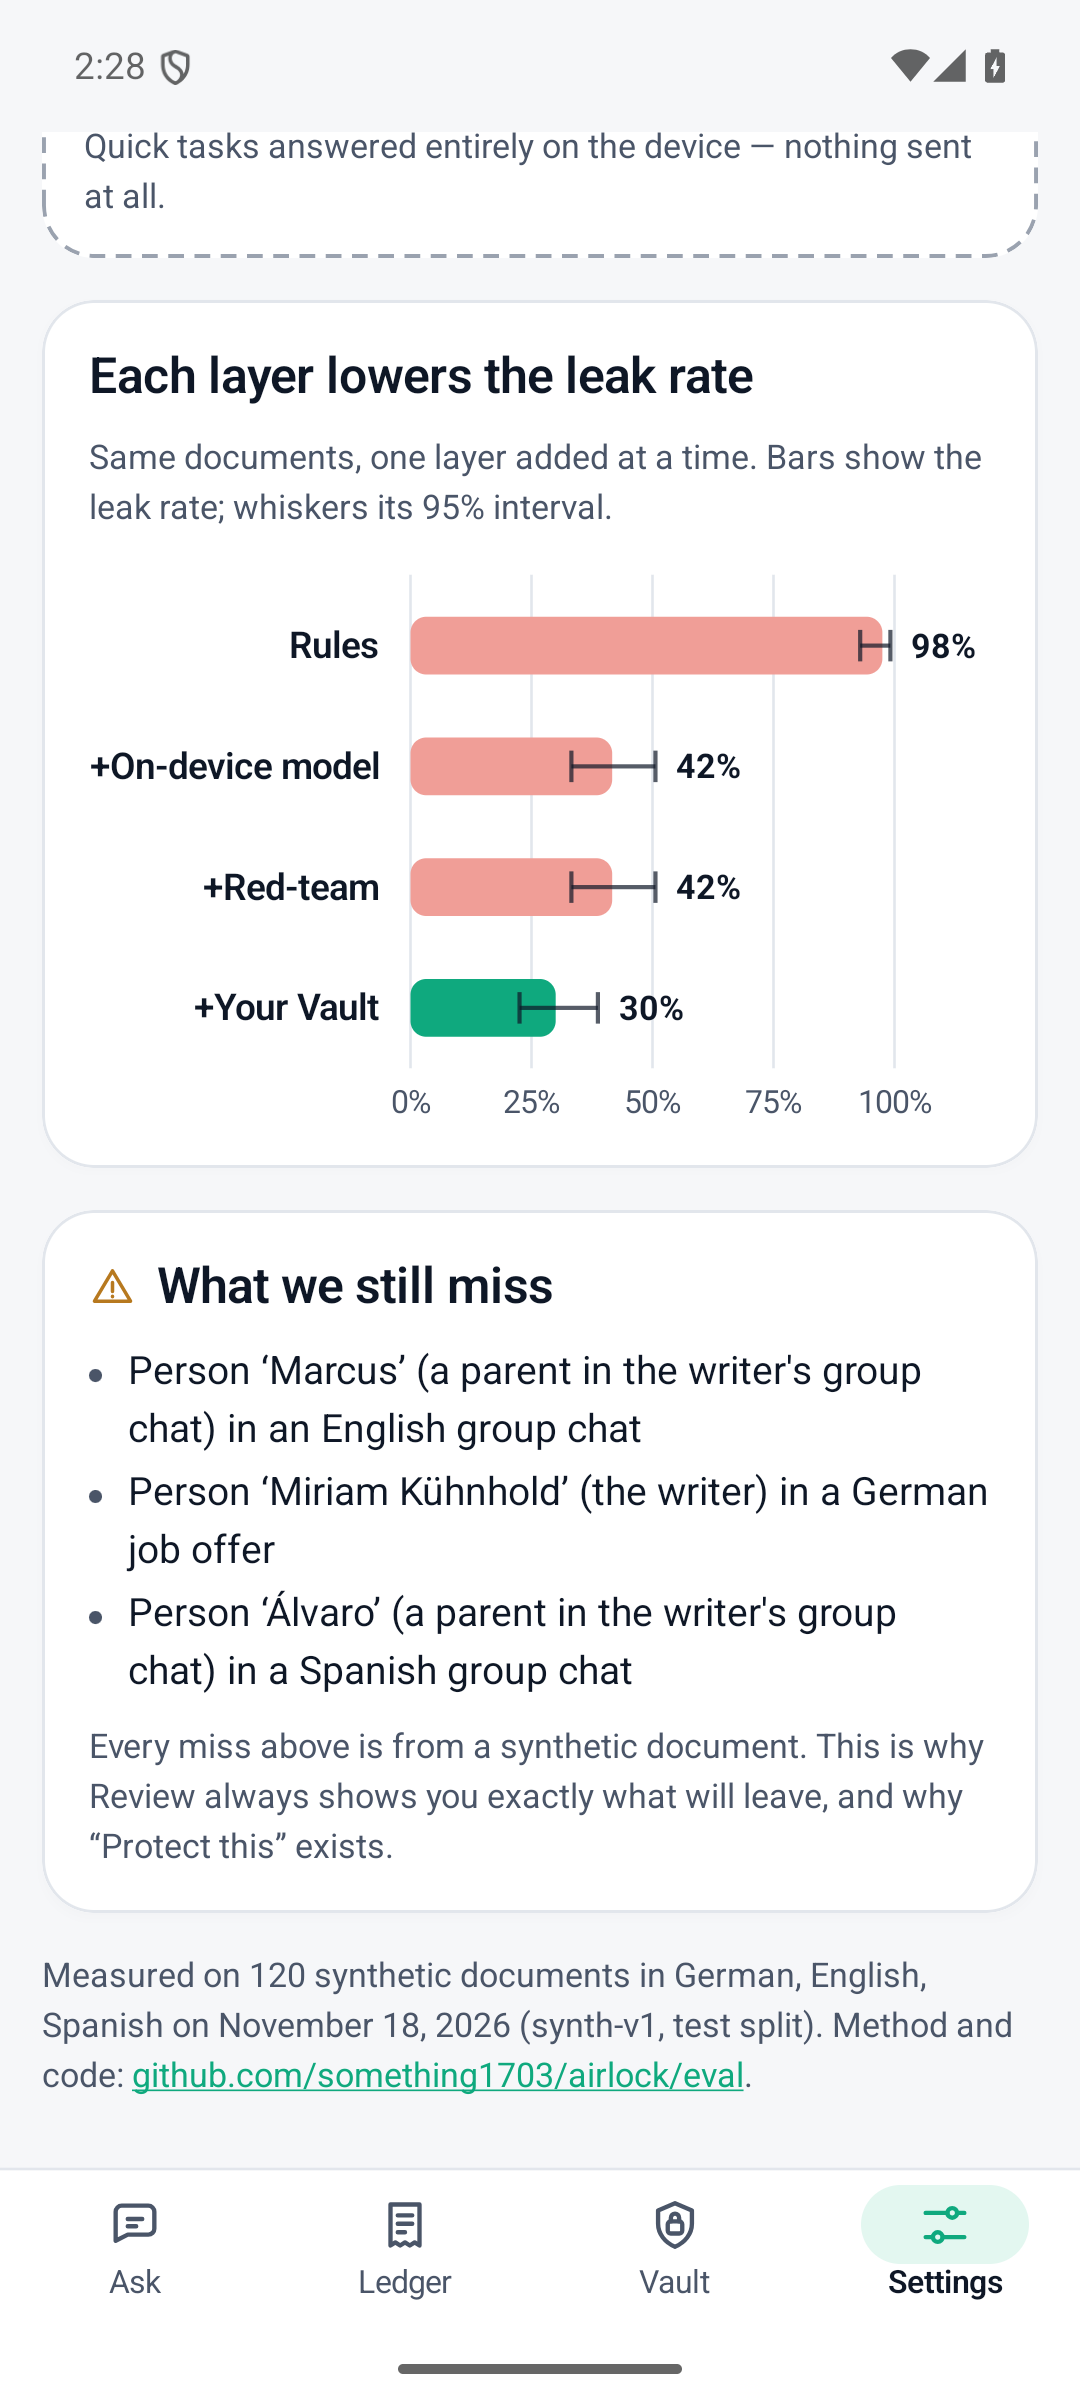 2:28
Quick tasks answered entirely on the device — nothing sent
at all.
Each layer lowers the leak rate
Same documents, one layer added at a time. Bars show the
leak rate; whiskers its 95% interval.
Rules 98%
+On-device model 42%
+Red-team 42%
+Your Vault 30%
0% 25% 50% 75% 100%
What we still miss
• Person ‘Marcus’ (a parent in the writer's group
chat) in an English group chat
• Person ‘Miriam Kühnhold’ (the writer) in a German
job offer
• Person ‘Álvaro’ (a parent in the writer's group
chat) in a Spanish group chat
Every miss above is from a synthetic document. This is why
Review always shows you exactly what will leave, and why
“Protect this” exists.
Measured on 120 synthetic documents in German, English,
Spanish on November 18, 2026 (synth-v1, test split). Method and
code: github.com/something1703/airlock/eval.
Ask Ledger Vault Settings